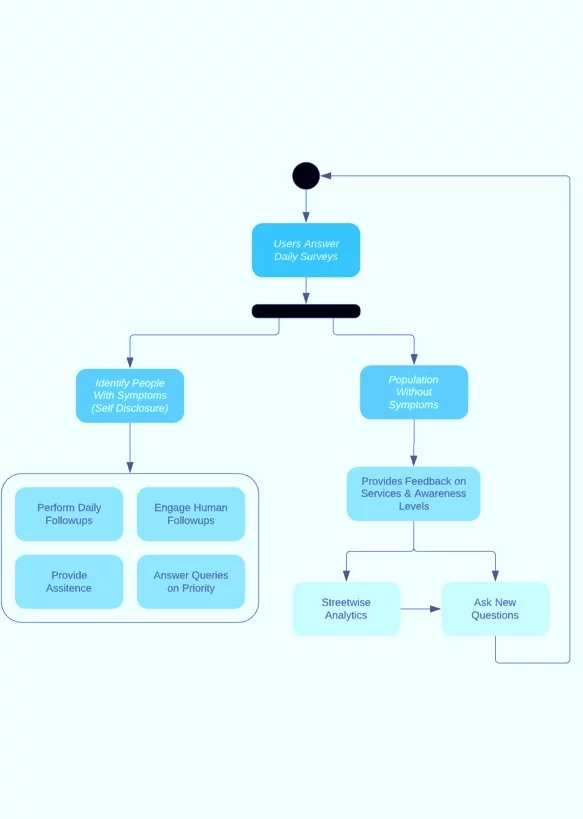 Users Answer
Daily Surveys
Identify People
With Symptoms
(Self Disclosure)
Population
Without
Symptoms
Perform Daily
Followups
Engage Human
Followups
Provide
Assitence
Answer Queries
on Priority
Provides Feedback on
Services & Awareness
Levels
Streetwise
Analytics
Ask New
Questions